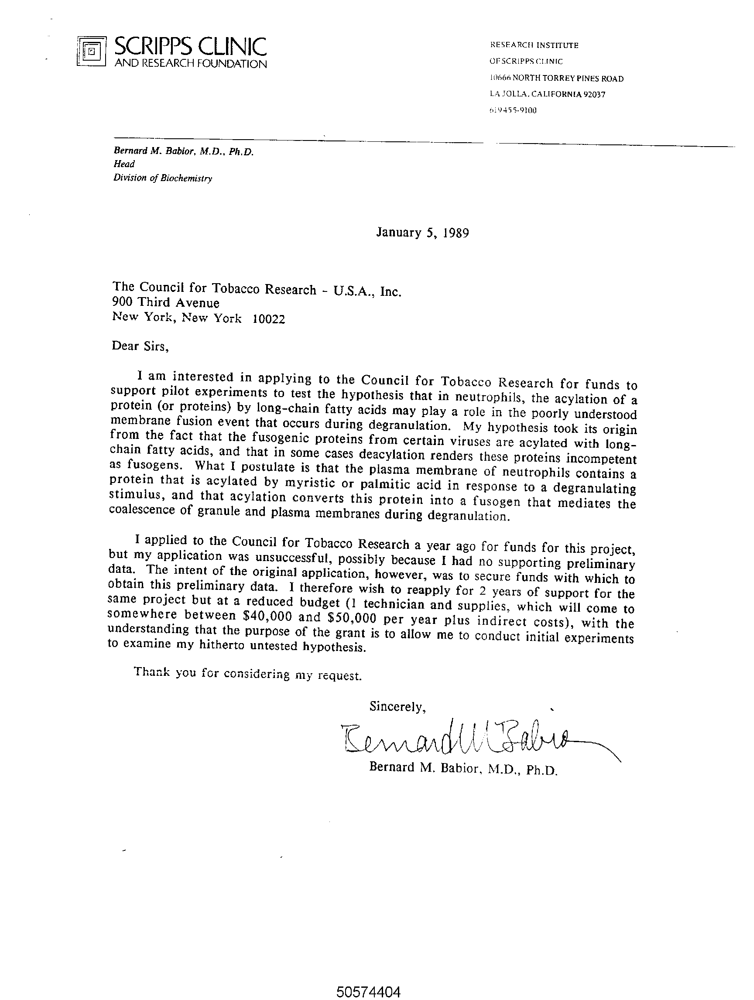 SCRIPPS CLINIC
AND RESEARCH FOUNDATION
RESEARCH INSTITUTE
OF SCRIPPS CLINIC
10666 NORTH TORREY PINES ROAD
LA JOLLA, CALIFORNIA 92037
619 455-9100
Bernard M. Babior, M.D., Ph.D.
Head
Division of Biochemistry
January 5, 1989
The Council for Tobacco Research - U.S.A., Inc.
900 Third Avenue
New York, New York 10022
Dear Sirs,
I am interested in applying to the Council for Tobacco Research for funds to
support pilot experiments to test the hypothesis that in neutrophils, the acylation of a
protein (or proteins) by long-chain fatty acids may play a role in the poorly understood
membrane fusion event that occurs during degranulation. My hypothesis took its origin
from the fact that the fusogenic proteins from certain viruses are acylated with long-
chain fatty acids, and that in some cases deacylation renders these proteins incompetent
as fusogens. What I postulate is that the plasma membrane of neutrophils contains a
protein that is acylated by myristic or palmitic acid in response to a degranulating
stimulus, and that acylation converts this protein into a fusogen that mediates the
coalescence of granule and plasma membranes during degranulation.
I applied to the Council for Tobacco Research a year ago for funds for this project,
but my application was unsuccessful, possibly because I had no supporting preliminary
data. The intent of the original application, however, was to secure funds with which to
obtain this preliminary data. I therefore wish to reapply for 2 years of support for the
same project but at a reduced budget (1 technician and supplies, which will come to
somewhere between $40,000 and $50,000 per year plus indirect costs), with the
understanding that the purpose of the grant is to allow me to conduct initial experiments
to examine my hitherto untested hypothesis.
Thank you for considering my request.
Sincerely,
Bernard M Babior
Bernard M. Babior, M.D., Ph.D.
50574404